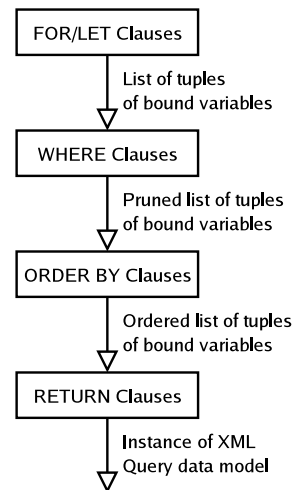 FOR/LET Clauses
List of tuples
of bound variables
WHERE Clauses
Pruned list of tuples
of bound variables
ORDER BY Clauses
Ordered list of tuples
of bound variables
RETURN Clauses
Instance of XML
Query data model